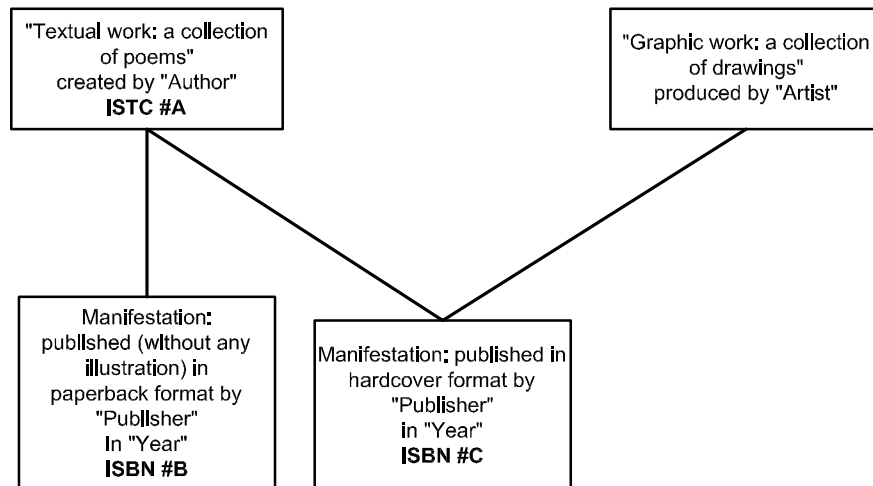 "Textual work: a collection
of poems"
created by "Author"
ISTC #A
"Graphic work: a collection
of drawings"
produced by "Artist"
Manifestation:
published (without any
illustration) in
paperback format by
"Publisher"
In "Year"
ISBN #B
Manifestation: published in
hardcover format by
"Publisher"
in "Year"
ISBN #C